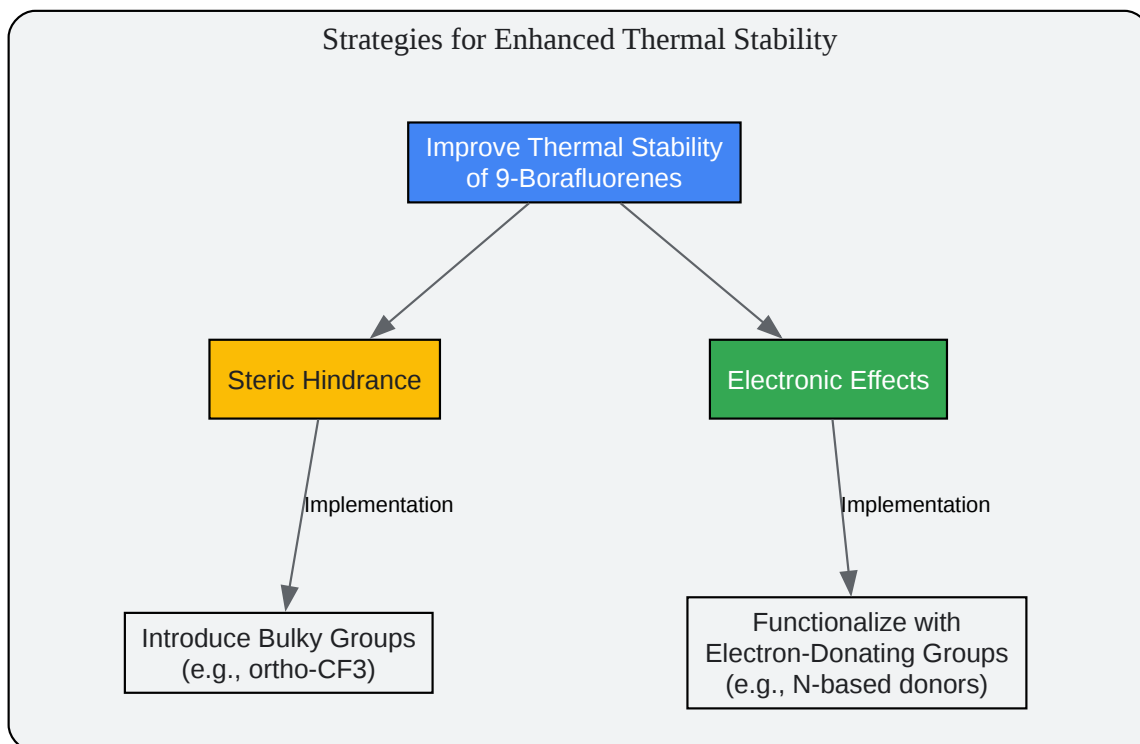 Strategies for Enhanced Thermal Stability
Improve Thermal Stability
of 9-Borafluorenes
Steric Hindrance
Electronic Effects
Implementation
Implementation
Introduce Bulky Groups
(e.g., ortho-CF3)
Functionalize with
Electron-Donating Groups
(e.g., N-based donors)